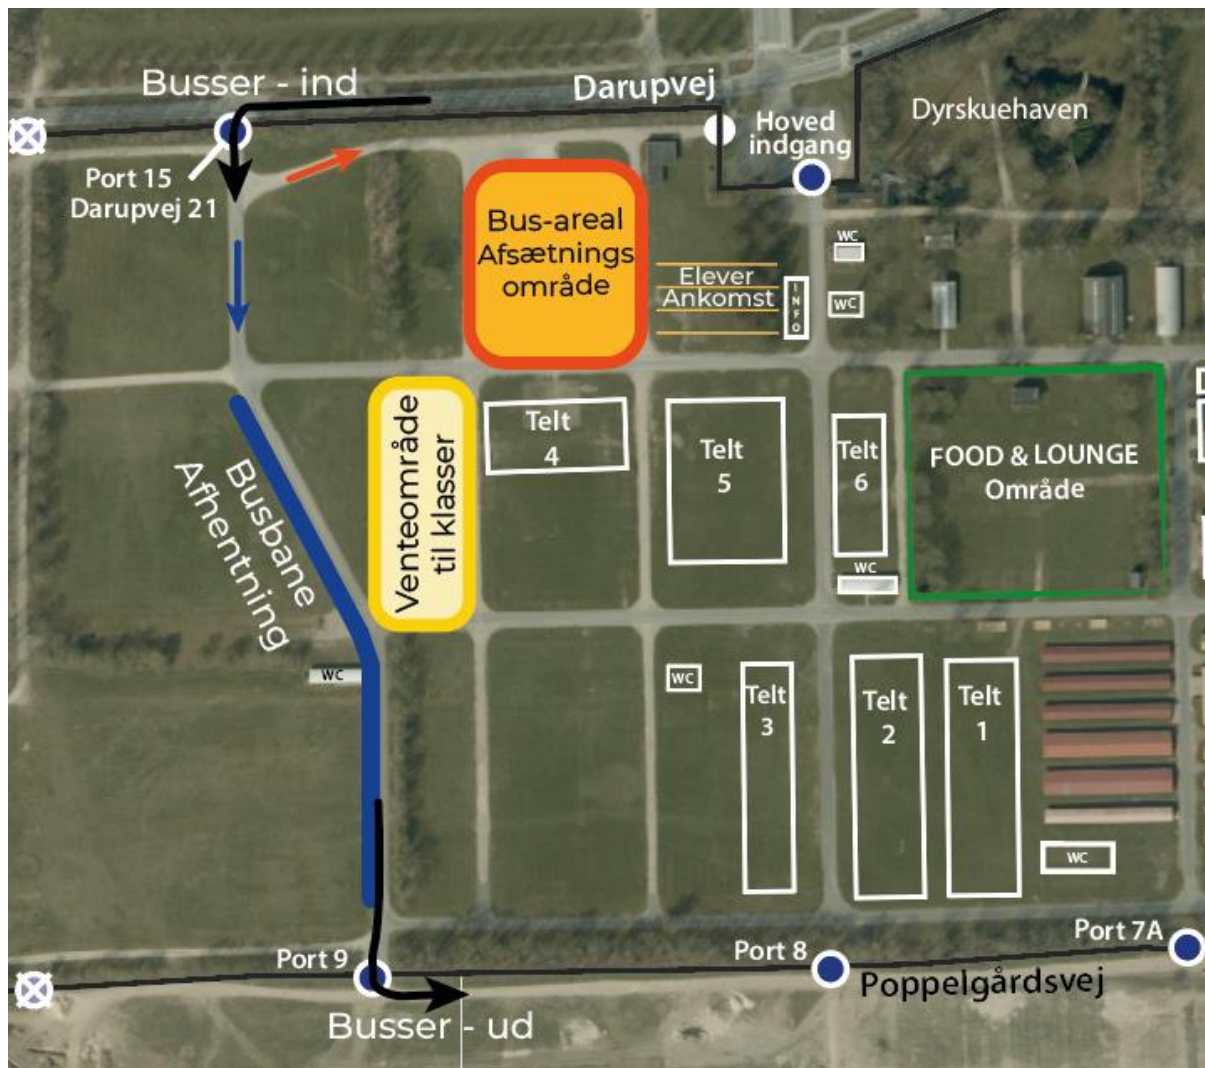 Busser - ind
Darupvej
Hoved
indgang
Dyrskuehaven
Port 15
Darupvej 21
Bus-areal
Afsætnings
område
WC
Elever
Ankomst
INFO
WC
Venteområde
til klasser
Telt
4
Telt
5
Telt
6
FOOD & LOUNGE
Område
Busbane
Afhentning
WC
WC
WC
Telt
3
Telt
2
Telt
1
WC
Port 9
Port 8
Port 7A
Poppelgårdsvej
Busser - ud